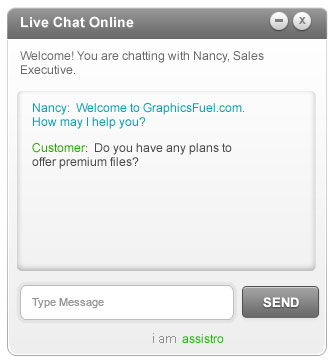 Live Chat Online
Welcome! You are chatting with Nancy, Sales
Executive.
Nancy: Welcome to GraphicsFuel.com.
How may I help you?
Customer: Do you have any plans to
offer premium files?
Type Message
SEND
i am assistro